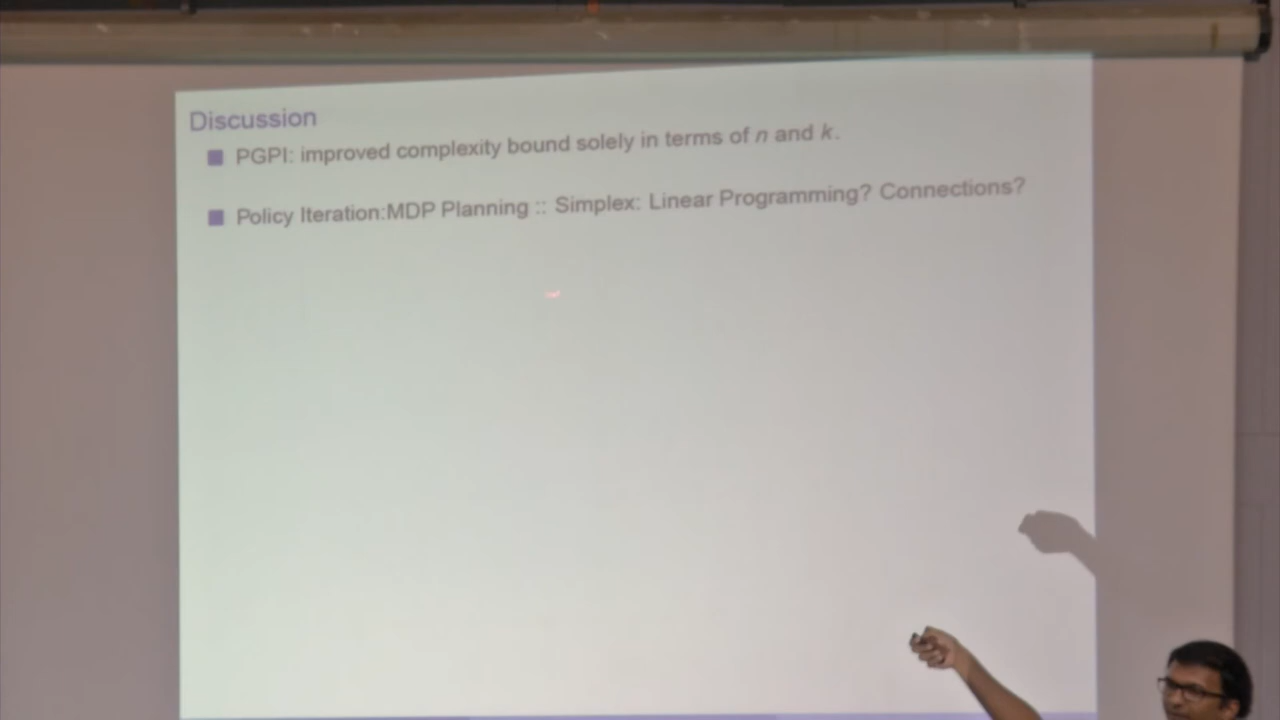 Discussion
PGPI: improved complexity bound solely in terms of n and k.
Policy Iteration:MDP Planning :: Simplex: Linear Programming? Connections?